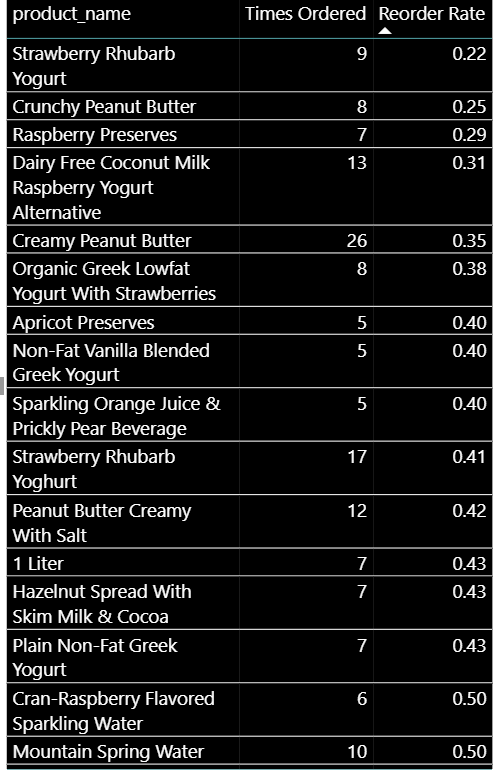 product_name Times Ordered Reorder Rate
Strawberry Rhubarb 9 0.22
Yogurt
Crunchy Peanut Butter 8 0.25
Raspberry Preserves 7 0.29
Dairy Free Coconut Milk 13 0.31
Raspberry Yogurt
Alternative
Creamy Peanut Butter 26 0.35
Organic Greek Lowfat 8 0.38
Yogurt With Strawberries
Apricot Preserves 5 0.40
Non-Fat Vanilla Blended 5 0.40
Greek Yogurt
Sparkling Orange Juice & 5 0.40
Prickly Pear Beverage
Strawberry Rhubarb 17 0.41
Yoghurt
Peanut Butter Creamy 12 0.42
With Salt
1 Liter 7 0.43
Hazelnut Spread With 7 0.43
Skim Milk & Cocoa
Plain Non-Fat Greek 7 0.43
Yogurt
Cran-Raspberry Flavored 6 0.50
Sparkling Water
Mountain Spring Water 10 0.50